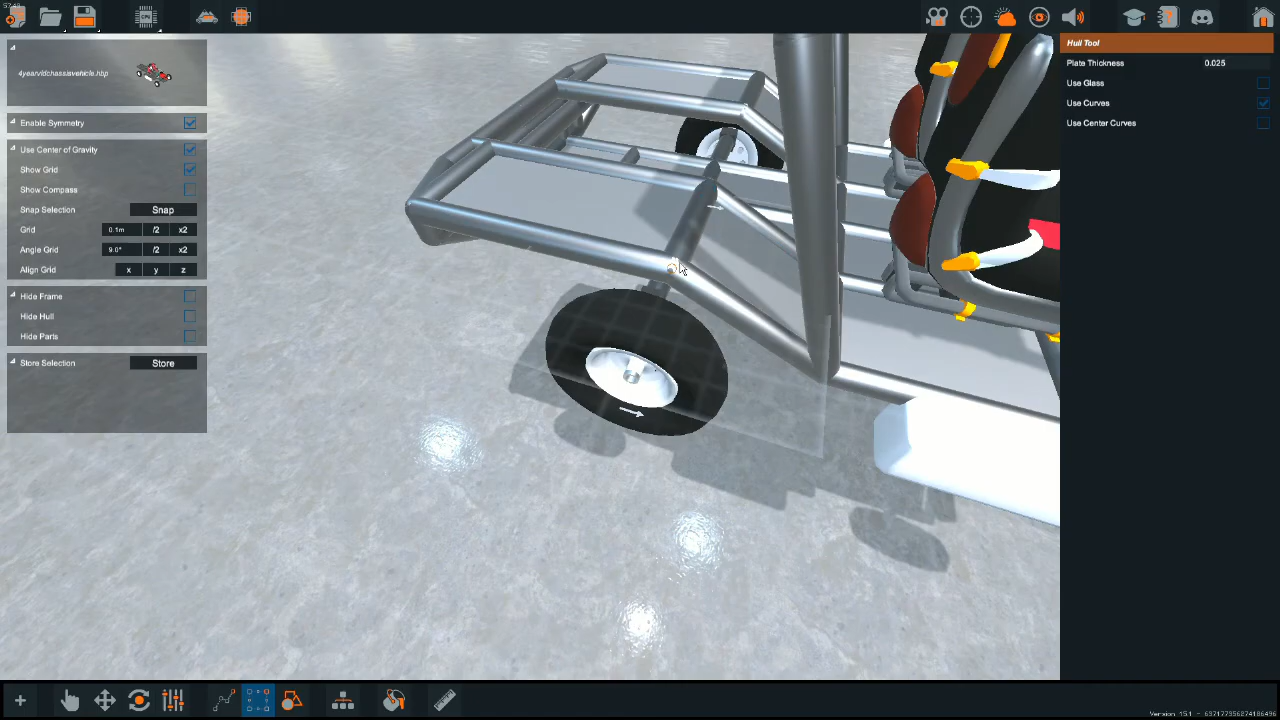 4yearoldchassisvehicle.hbp
Enable Symmetry
Use Center of Gravity
Show Grid
Show Compass
Snap Selection Snap
Grid 0.1m /2 x2
Angle Grid 9.0° /2 x2
Align Grid x y z
Hide Frame
Hide Hull
Hide Parts
Store Selection Store
Hull Tool
Plate Thickness 0.025
Use Glass
Use Curves
Use Center Curves